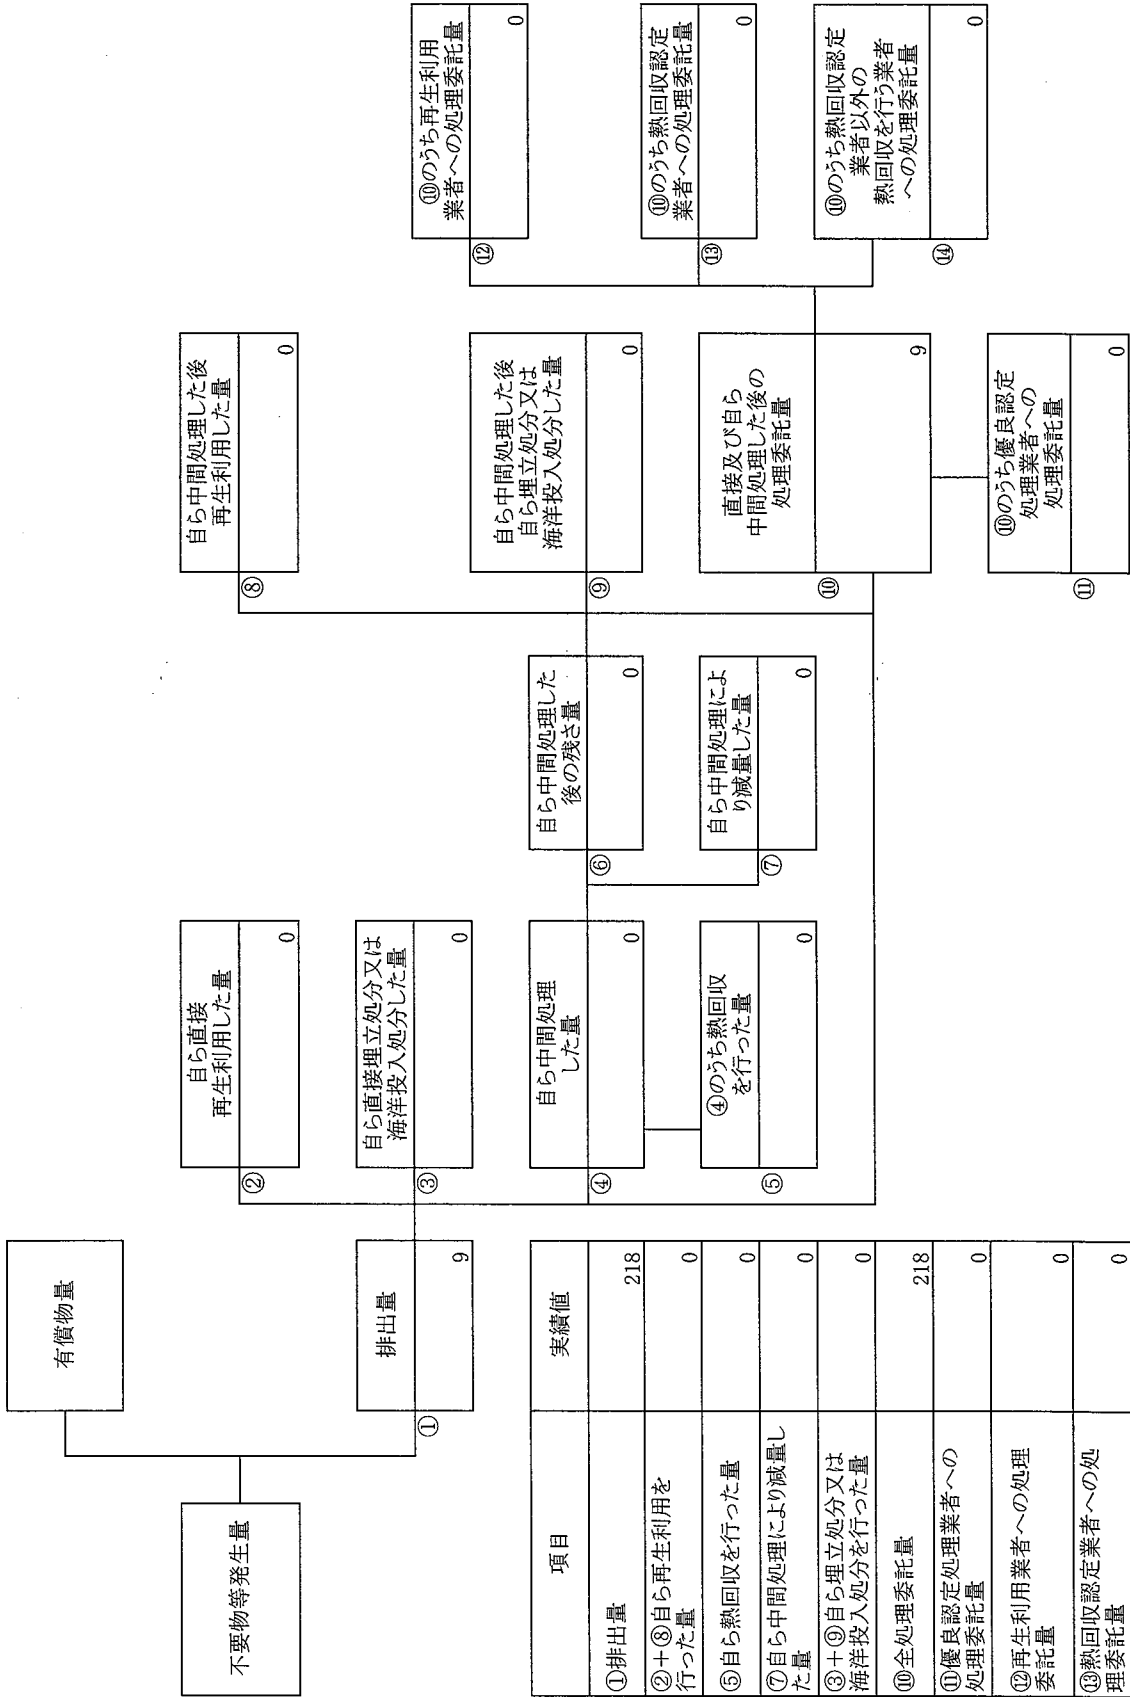 不要物等発生量
有償物量
①
排出量
9
②
自ら直接
再生利用した量
0
③
自ら直接埋立処分又は
海洋投入処分した量
0
④
自ら中間処理
した量
0
⑤
④のうち熱回収
を行った量
0
⑥
自ら中間処理した
後の残さ量
0
⑦
自ら中間処理によ
り減量した量
0
⑧
自ら中間処理した後
再生利用した量
0
⑨
自ら中間処理した後
自ら埋立処分又は
海洋投入処分した量
0
⑩
直接及び自ら
中間処理した後の
処理委託量
9
⑪
⑩のうち優良認定
処理業者への
処理委託量
0
⑫
⑩のうち再生利用
業者への処理委託量
0
⑬
⑩のうち熱回収認定
業者への処理委託量
0
⑭
⑩のうち熱回収認定
業者以外の
熱回収を行う業者
への処理委託量
0
項目 実績値
①排出量 218
②+⑧自ら再生利用を
行った量 0
⑤自ら熱回収を行った量 0
⑦自ら中間処理により減量し
た量 0
③+⑨自ら埋立処分又は
海洋投入処分を行った量 0
⑩全処理委託量 218
⑪優良認定処理業者への
処理委託量 0
⑫再生利用業者への処理
委託量 0
⑬熱回収認定業者への処
理委託量 0